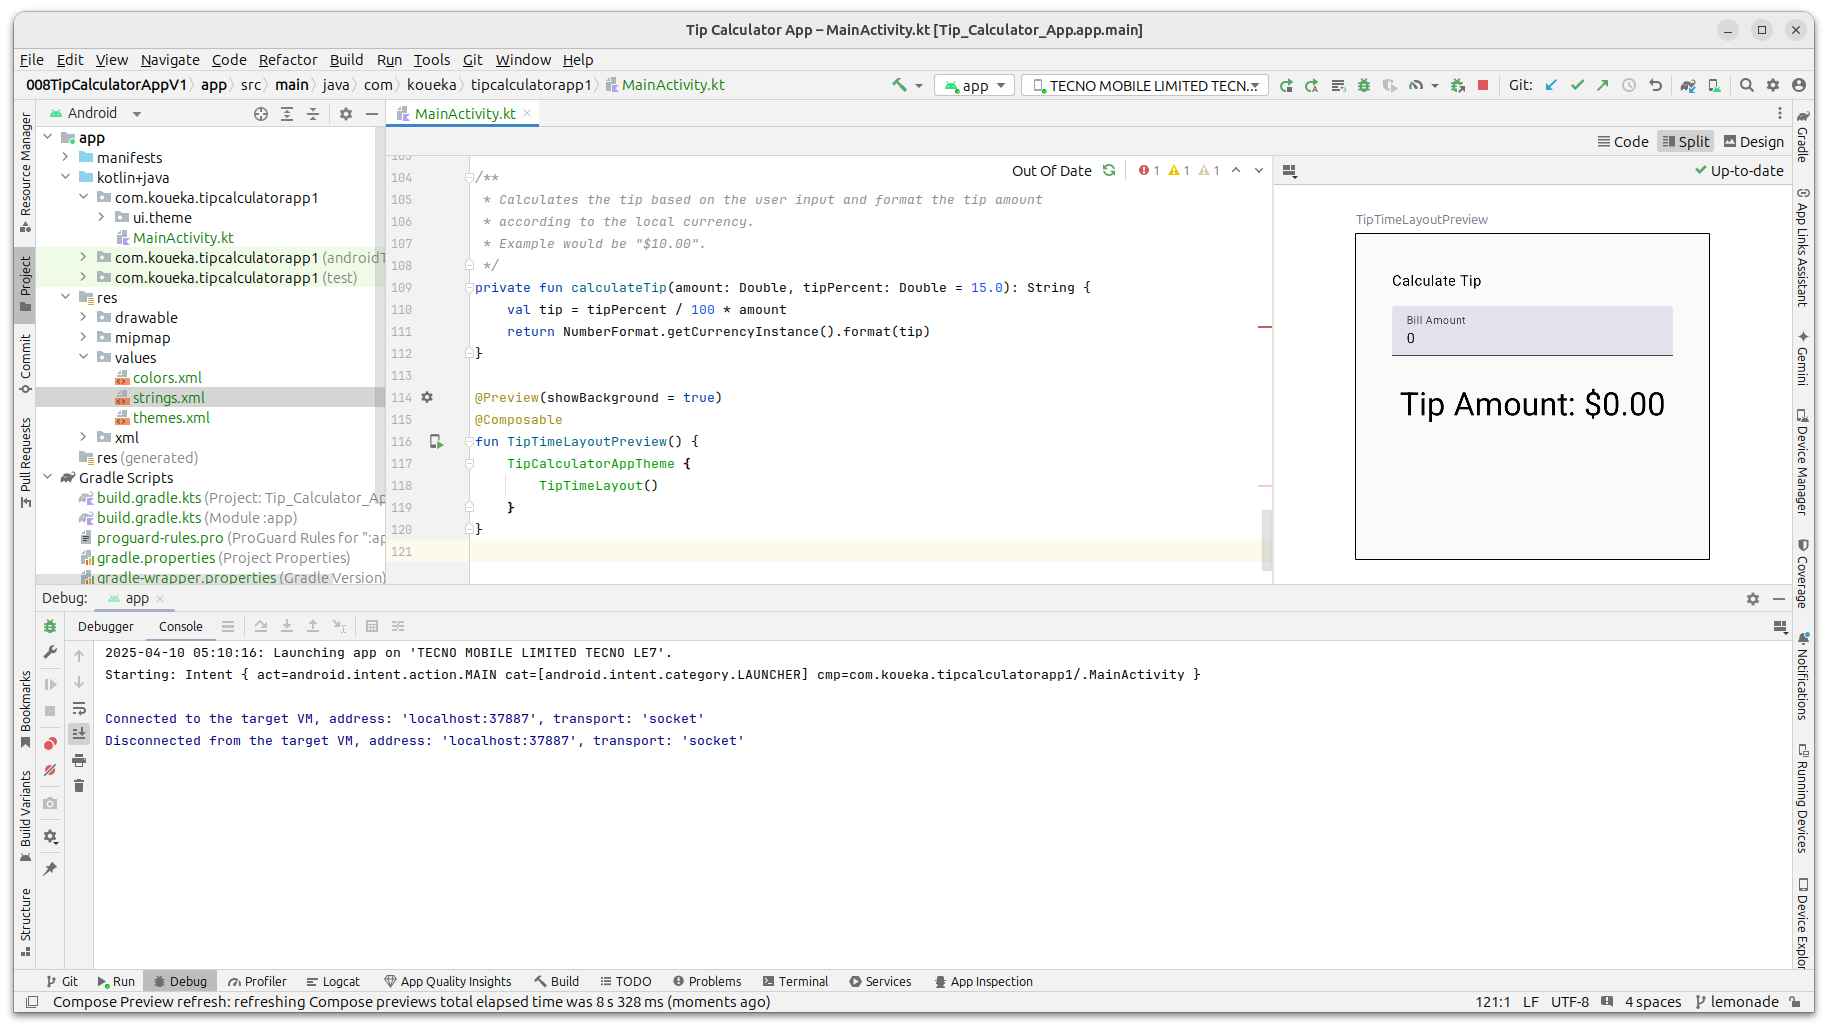 Tip Calculator App – MainActivity.kt [Tip_Calculator_App.app.main]
File Edit View Navigate Code Refactor Build Run Tools Git Window Help
008TipCalculatorAppV1 app src main java com koueka tipcalculatorapp1 MainActivity.kt
app
TECNO MOBILE LIMITED TECN..
Git:
Resource Manager
Project
Commit
Pull Requests
Bookmarks
Build Variants
Structure
Android
app
manifests
kotlin+java
com.koueka.tipcalculatorapp1
ui.theme
MainActivity.kt
com.koueka.tipcalculatorapp1 (androidT
com.koueka.tipcalculatorapp1 (test)
res
drawable
mipmap
values
colors.xml
strings.xml
themes.xml
xml
res (generated)
Gradle Scripts
build.gradle.kts (Project: Tip_Calculator_Ap
build.gradle.kts (Module :app)
proguard-rules.pro (ProGuard Rules for ":ap
gradle.properties (Project Properties)
gradle-wrapper.properties (Gradle Version)
MainActivity.kt
Code Split Design
Out Of Date 1 1 1
Up-to-date
103
104 /**
105 * Calculates the tip based on the user input and format the tip amount
106 * according to the local currency.
107 * Example would be "$10.00".
108 */
109 private fun calculateTip(amount: Double, tipPercent: Double = 15.0): String {
110 val tip = tipPercent / 100 * amount
111 return NumberFormat.getCurrencyInstance().format(tip)
112 }
113
114 @Preview(showBackground = true)
115 @Composable
116 fun TipTimeLayoutPreview() {
117 TipCalculatorAppTheme {
118 TipTimeLayout()
119 }
120 }
121
TipTimeLayoutPreview
Calculate Tip
Bill Amount
0
Tip Amount: $0.00
Gradle
App Links Assistant
Gemini
Device Manager
Coverage
Notifications
Running Devices
Device Explor
Debug: app
Debugger Console
2025-04-10 05:10:16: Launching app on 'TECNO MOBILE LIMITED TECNO LE7'.
Starting: Intent { act=android.intent.action.MAIN cat=[android.intent.category.LAUNCHER] cmp=com.koueka.tipcalculatorapp1/.MainActivity }
Connected to the target VM, address: 'localhost:37887', transport: 'socket'
Disconnected from the target VM, address: 'localhost:37887', transport: 'socket'
Git Run Debug Profiler Logcat App Quality Insights Build TODO Problems Terminal Services App Inspection
Compose Preview refresh: refreshing Compose previews total elapsed time was 8 s 328 ms (moments ago)
121:1 LF UTF-8 4 spaces lemonade